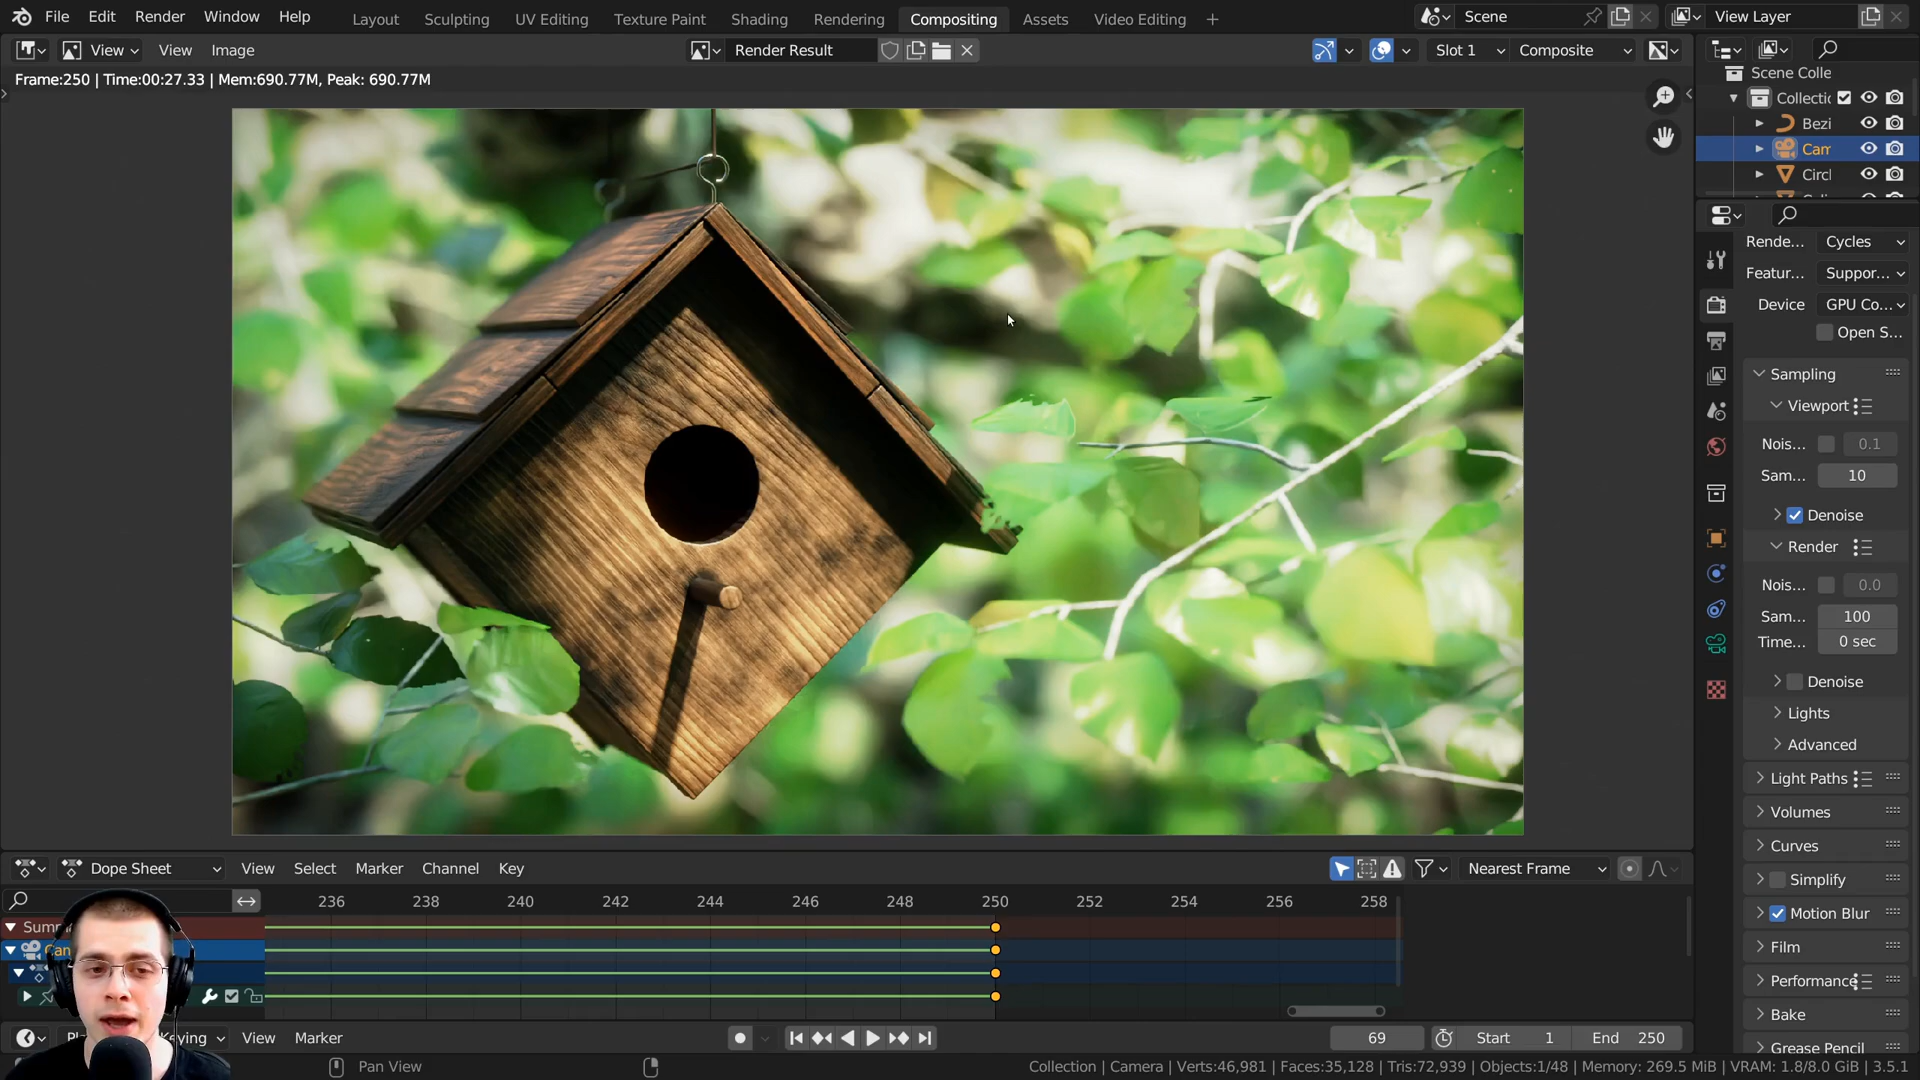 File Edit Render Window Help Layout Sculpting UV Editing Texture Paint Shading Rendering Compositing Assets Video Editing + Scene View Layer
View View Image Render Result Slot 1 Composite
Frame:250 | Time:00:27.33 | Mem:690.77M, Peak: 690.77M
Scene Colle
Collectic
Bezi
Cam
Circl
Rende... Cycles
Featur... Suppor...
Device GPU Co...
Open S...
Sampling
Viewport
Nois... 0.1
Sam... 10
Denoise
Render
Nois... 0.0
Sam... 100
Time... 0 sec
Denoise
Lights
Advanced
Light Paths
Volumes
Curves
Simplify
Motion Blur
Film
Performance
Bake
Grease Pencil
Dope Sheet View Select Marker Channel Key Nearest Frame
236 238 240 242 244 246 248 250 252 254 256 258
Summ
Cam
Keying View Marker 69 Start 1 End 250
Pan View Collection | Camera | Verts:46,981 | Faces:35,128 | Tris:72,939 | Objects:1/48 | Memory: 269.5 MiB | VRAM: 1.8/8.0 GiB | 3.5.1